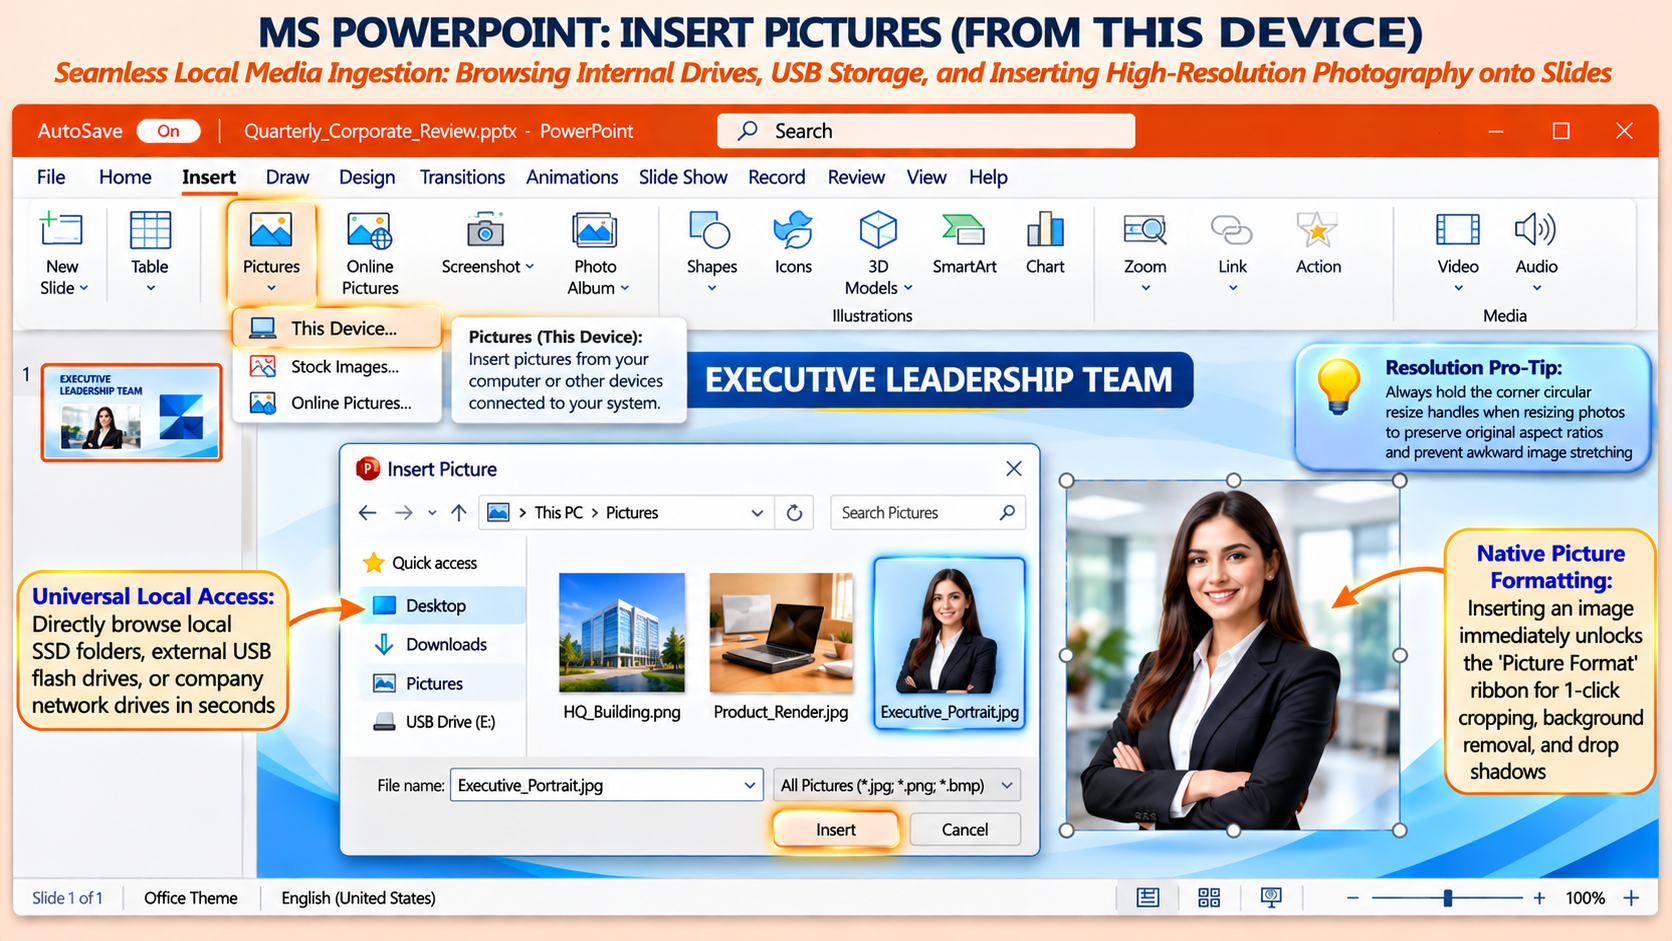 MS POWERPOINT: INSERT PICTURES (FROM THIS DEVICE)
Seamless Local Media Ingestion: Browsing Internal Drives, USB Storage, and Inserting High-Resolution Photography onto Slides
AutoSave On Quarterly_Corporate_Review.pptx - PowerPoint Search
File Home Insert Draw Design Transitions Animations Slide Show Record Review View Help
New Slide
Table
Pictures
Online Pictures
Screenshot
Photo Album
Shapes
Icons
3D Models
SmartArt
Chart
Illustrations
Zoom
Link
Action
Video
Audio
Media
This Device...
Stock Images...
Online Pictures...
Pictures (This Device):
Insert pictures from your
computer or other devices
connected to your system.
1
EXECUTIVE
LEADERSHIP TEAM
EXECUTIVE LEADERSHIP TEAM
Resolution Pro-Tip:
Always hold the corner circular
resize handles when resizing photos
to preserve original aspect ratios
and prevent awkward image stretching
P Insert Picture
This PC Pictures
Search Pictures
Quick access
Desktop
Downloads
Pictures
USB Drive (E:)
HQ_Building.png
Product_Render.jpg
Executive_Portrait.jpg
File name: Executive_Portrait.jpg
All Pictures (*.jpg; *.png; *.bmp)
Insert
Cancel
Universal Local Access:
Directly browse local
SSD folders, external USB
flash drives, or company
network drives in seconds
Native Picture
Formatting:
Inserting an image
immediately unlocks
the 'Picture Format'
ribbon for 1-click
cropping, background
removal, and drop
shadows
Slide 1 of 1 Office Theme English (United States) 100%